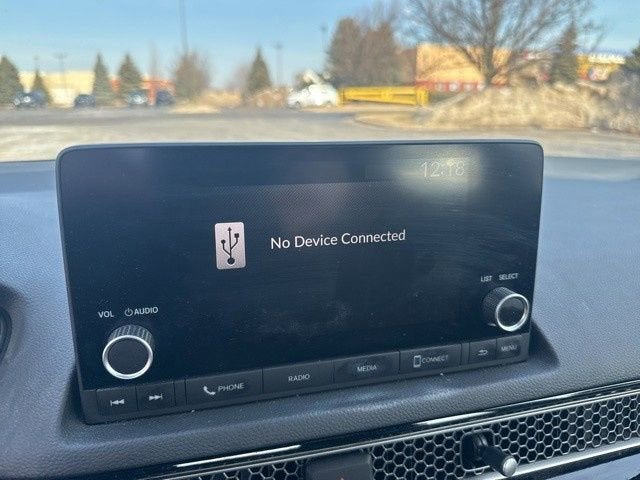 12:18
No Device Connected
VOL AUDIO
LIST SELECT
PHONE RADIO MEDIA CONNECT MENU